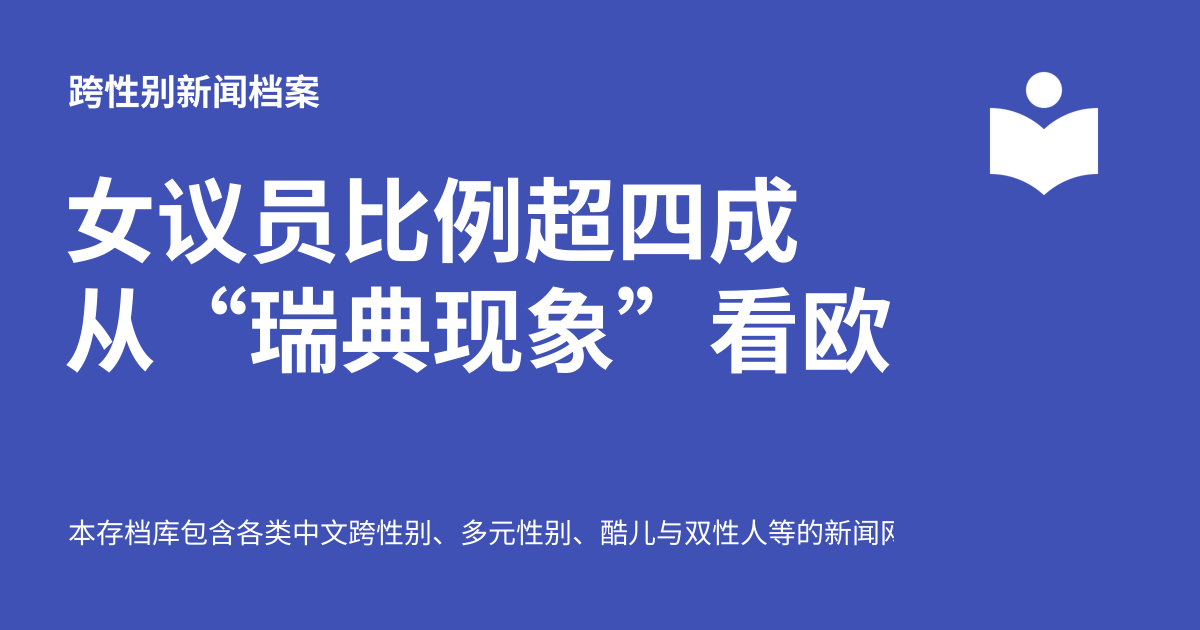 跨性别新闻档案
女议员比例超四成
从“瑞典现象”看欧
本存档库包含各类中文跨性别、多元性别、酷儿与双性人等的新闻